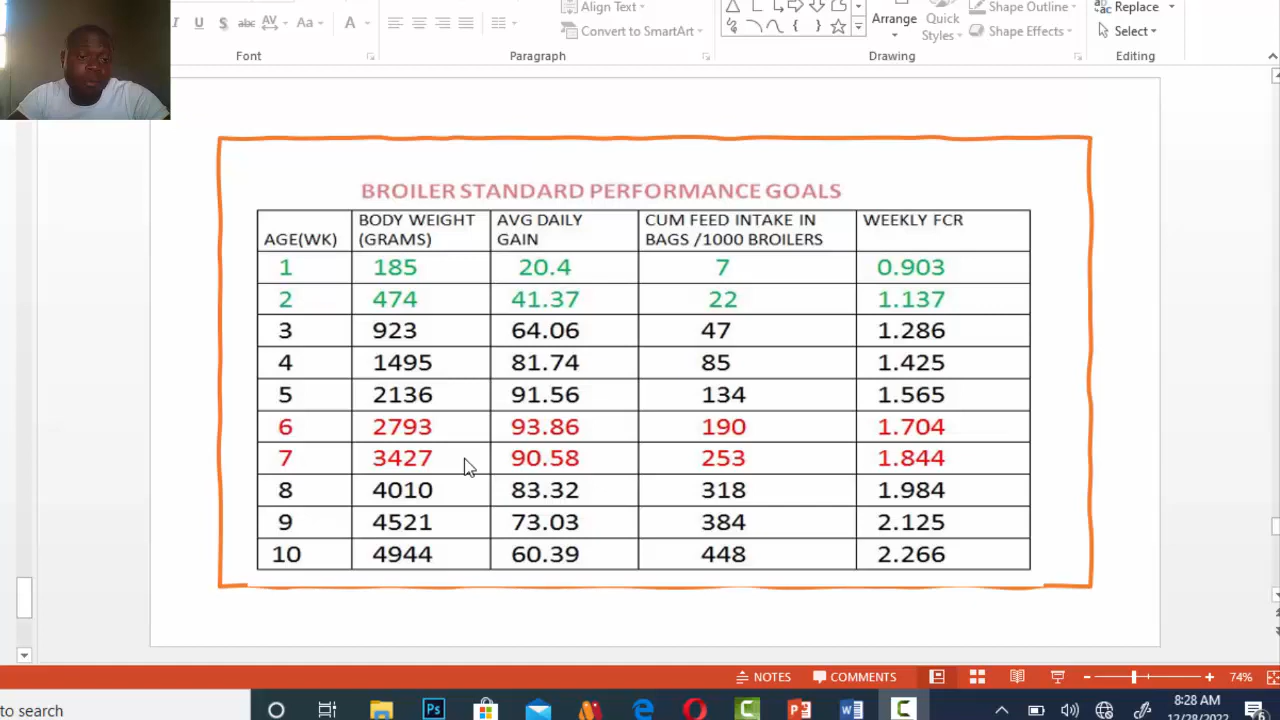 Align Text
Replace
U S abc AV Aa A
Convert to SmartArt
Arrange
Quick Styles
Shape Outline
Shape Effects
Select
Font
Paragraph
Drawing
Editing
BROILER STANDARD PERFORMANCE GOALS
AGE(WK) BODY WEIGHT (GRAMS) AVG DAILY GAIN CUM FEED INTAKE IN BAGS /1000 BROILERS WEEKLY FCR
1 185 20.4 7 0.903
2 474 41.37 22 1.137
3 923 64.06 47 1.286
4 1495 81.74 85 1.425
5 2136 91.56 134 1.565
6 2793 93.86 190 1.704
7 3427 90.58 253 1.844
8 4010 83.32 318 1.984
9 4521 73.03 384 2.125
10 4944 60.39 448 2.266
NOTES COMMENTS 74%
to search
8:28 AM
12/28/2022